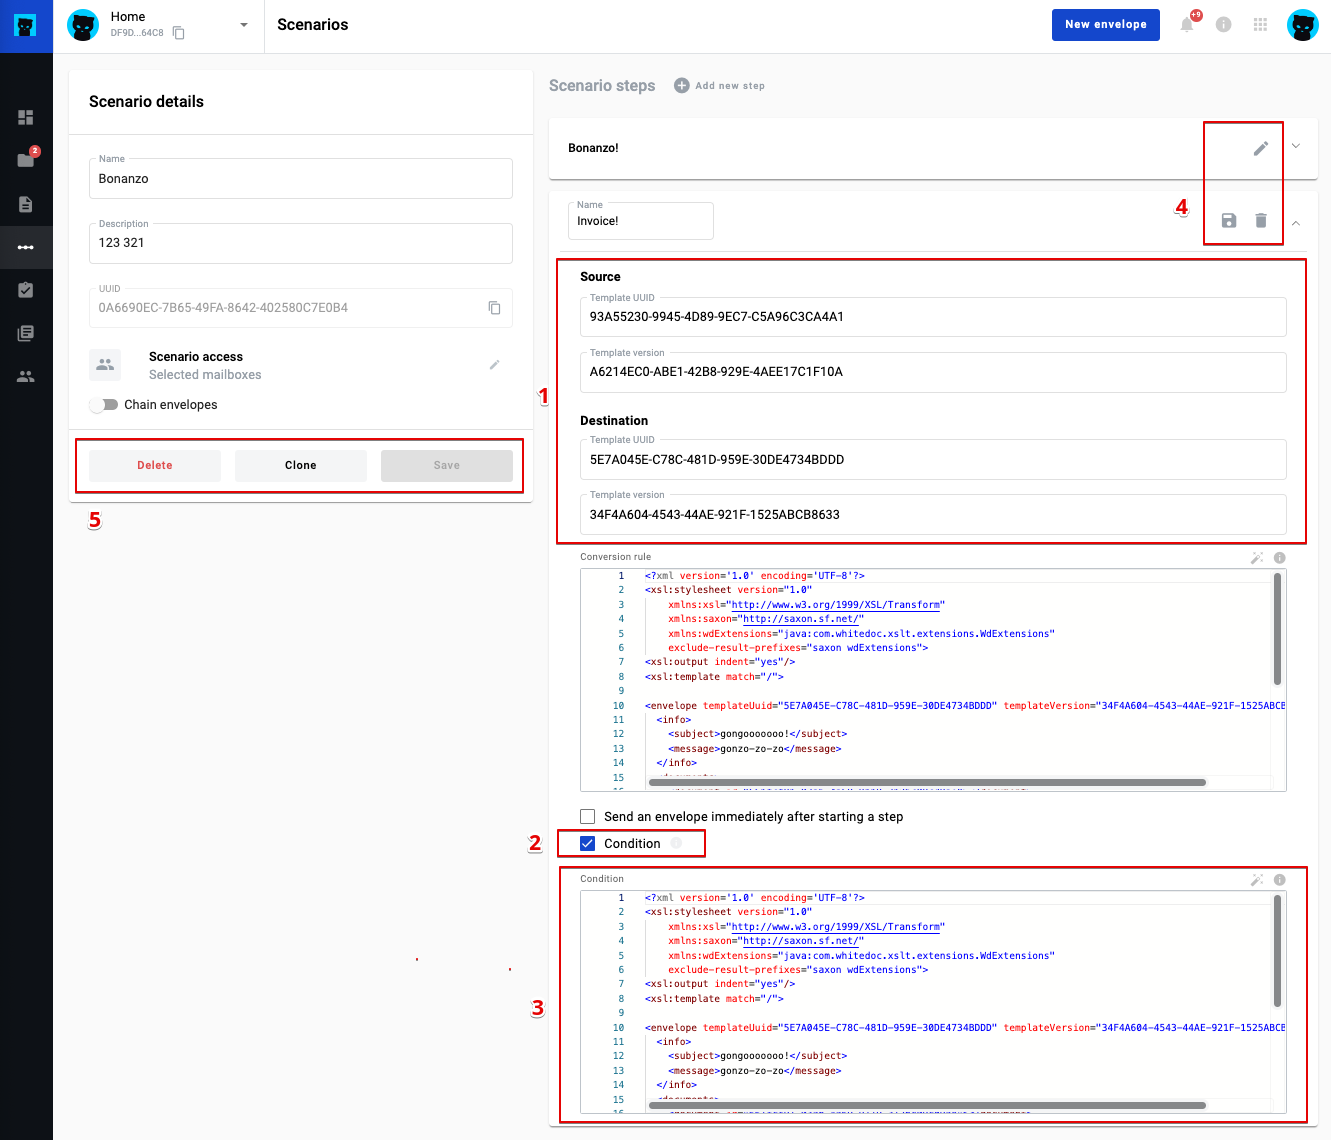 Home
DF9D...64C8
Scenarios
New envelope
+9
2
Scenario details
Name
Bonanzo
Description
123 321
UUID
0A6690EC-7B65-49FA-8642-402580C7E0B4
Scenario access
Selected mailboxes
Chain envelopes
Delete
Clone
Save
5
Scenario steps
Add new step
Bonanzo!
4
Name
Invoice!
1
Source
Template UUID
93A55230-9945-4D89-9EC7-C5A96C3CA4A1
Template version
A6214EC0-ABE1-42B8-929E-4AEE17C1F10A
Destination
Template UUID
5E7A045E-C78C-481D-959E-30DE4734BDDD
Template version
34F4A604-4543-44AE-921F-1525ABCB8633
Conversion rule
1 <?xml version='1.0' encoding='UTF-8'?>
2 <xsl:stylesheet version="1.0"
3 xmlns:xsl="http://www.w3.org/1999/XSL/Transform"
4 xmlns:saxon="http://saxon.sf.net/"
5 xmlns:wdExtensions="java:com.whitedoc.xslt.extensions.WdExtensions"
6 exclude-result-prefixes="saxon wdExtensions">
7 <xsl:output indent="yes"/>
8 <xsl:template match="/">
9
10 <envelope templateUuid="5E7A045E-C78C-481D-959E-30DE4734BDDD" templateVersion="34F4A604-4543-44AE-921F-1525ABCB
11 <info>
12 <subject>gongooooooo!</subject>
13 <message>gonzo-zo-zo</message>
14 </info>
15
Send an envelope immediately after starting a step
2
Condition
3
Condition
1 <?xml version='1.0' encoding='UTF-8'?>
2 <xsl:stylesheet version="1.0"
3 xmlns:xsl="http://www.w3.org/1999/XSL/Transform"
4 xmlns:saxon="http://saxon.sf.net/"
5 xmlns:wdExtensions="java:com.whitedoc.xslt.extensions.WdExtensions"
6 exclude-result-prefixes="saxon wdExtensions">
7 <xsl:output indent="yes"/>
8 <xsl:template match="/">
9
10 <envelope templateUuid="5E7A045E-C78C-481D-959E-30DE4734BDDD" templateVersion="34F4A604-4543-44AE-921F-1525ABCB
11 <info>
12 <subject>gongooooooo!</subject>
13 <message>gonzo-zo-zo</message>
14 </info>
15 <documents>
16